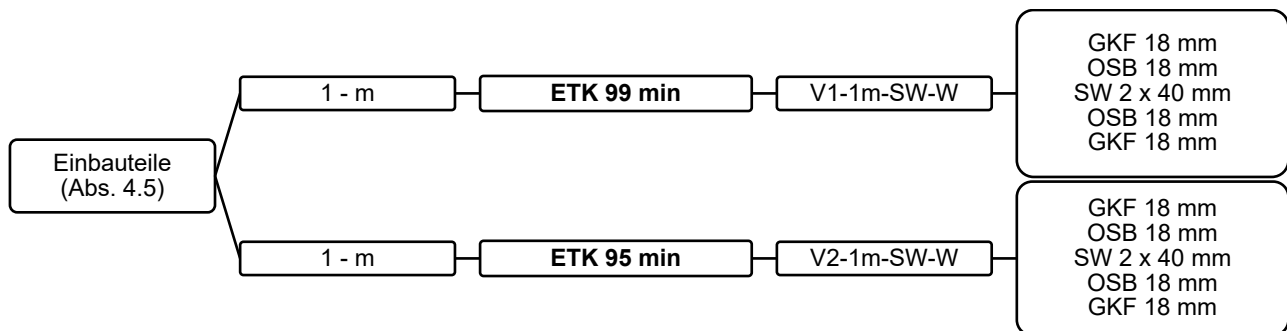 Einbauteile
(Abs. 4.5)
1 - m
ETK 99 min
V1-1m-SW-W
GKF 18 mm
OSB 18 mm
SW 2 x 40 mm
OSB 18 mm
GKF 18 mm
1 - m
ETK 95 min
V2-1m-SW-W
GKF 18 mm
OSB 18 mm
SW 2 x 40 mm
OSB 18 mm
GKF 18 mm